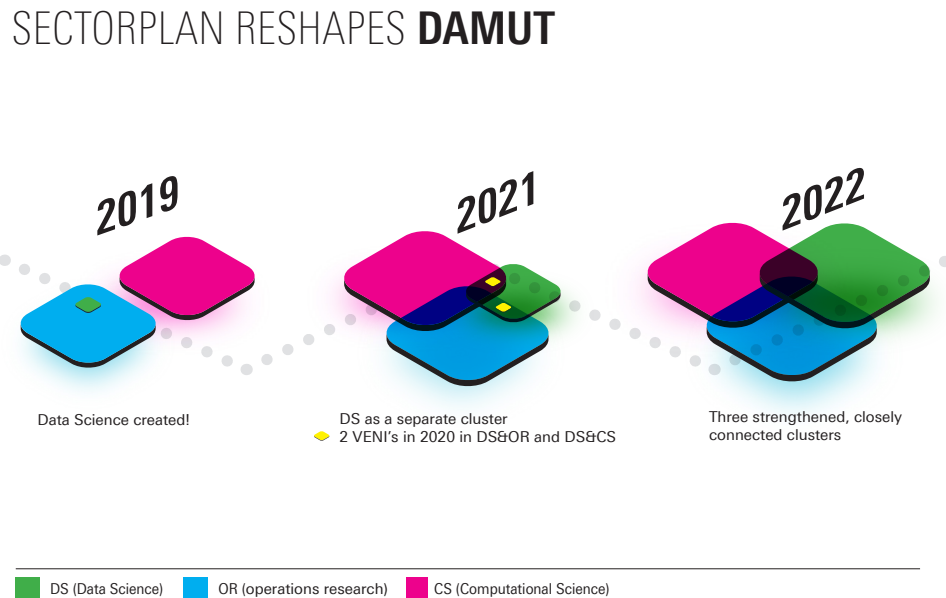 SECTORPLAN RESHAPES DAMUT
2019
2021
2022
Data Science created!
DS as a separate cluster
2 VENI's in 2020 in DS&OR and DS&CS
Three strengthened, closely
connected clusters
DS (Data Science)
OR (operations research)
CS (Computational Science)